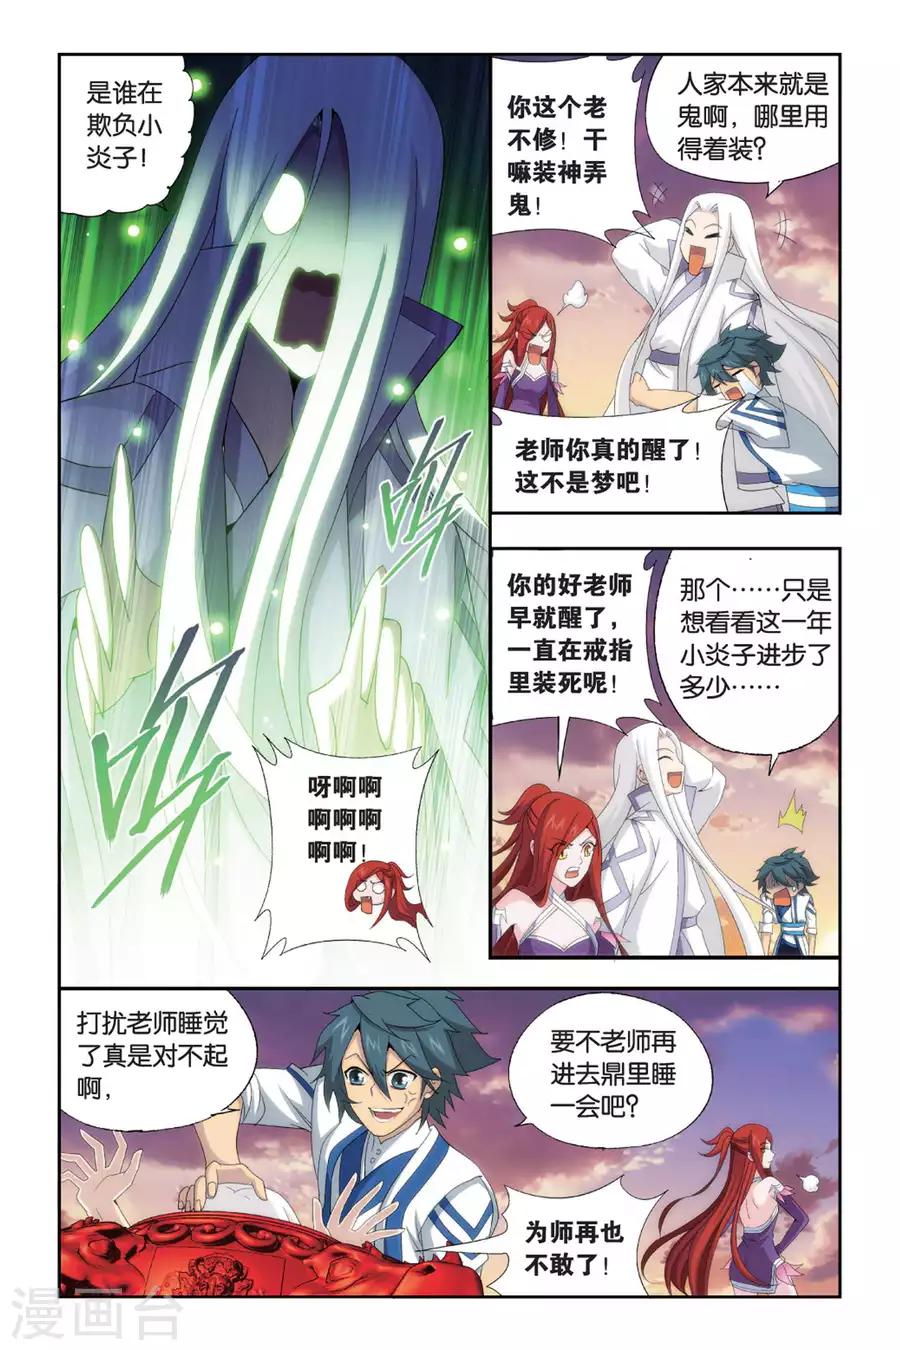 是谁在
欺负小
炎子！
呜
呜
呀啊啊
啊啊啊
啊啊！
你这个老
不修！干
嘛装神弄
鬼！
人家本来就是
鬼啊，哪里用
得着装？
老师你真的醒了！
这不是梦吧！
你的好老师
早就醒了，
一直在戒指
里装死呢！
那个……只是
想看看这一年
小炎子进步了
多少……
打扰老师睡觉
了真是对不起
啊，
要不老师再
进去鼎里睡
一会吧？
为师再也
不敢了！
漫画台